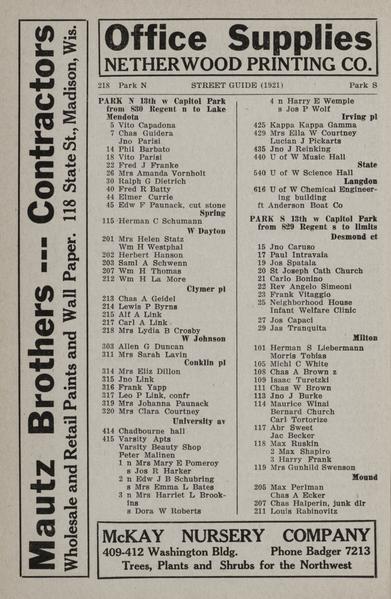 Mautz Brothers --- Contractors
Wholesale and Retail Paints and Wall Paper. 118 State St., Madison, Wis.
Office Supplies
NETHERWOOD PRINTING CO.
218 Park N STREET GUIDE (1921) Park S
PARK N 13th w Capitol Park
from 839 Regent n to Lake
Mendota
5 Vito Capadona
7 Chas Guidera
Jno Parisi
14 Phil Barbato
18 Vito Parisi
22 Fred J Franke
26 Mrs Amanda Vornholt
30 Ralph G Dietrich
40 Fred R Batty
44 Elmer Currie
45 Edw F Paunack, cut stone
Spring
115 Herman C Schumann
W Dayton
201 Mrs Helen Statz
Wm H Westphal
202 Herbert Hanson
203 Saml A Schwenn
207 Wm H Thomas
212 Wm H La More
Clymer pl
213 Chas A Geidel
214 Lewis P Byrns
215 Alf A Link
217 Carl A Link
218 Mrs Lydia B Crosby
W Johnson
303 Allen G Duncan
311 Mrs Sarah Lavin
Conklin pl
314 Mrs Eliz Dillon
315 Jno Link
316 Frank Yapp
317 Leo P Link, confr
319 Mrs Johanna Paunack
320 Mrs Clara Courtney
University av
414 Chadbourne hall
415 Varsity Apts
Varsity Beauty Shop
Peter Malinen
1 n Mrs Mary E Pomeroy
s Jos R Harker
2 n Edw J B Schubring
s Mrs Emma L Bates
3 n Mrs Harriet L Brook-
ins
s Dora W Roberts
4 n Harry E Wemple
s Jos P Wolf
Irving pl
425 Kappa Kappa Gamma
429 Mrs Ella W Courtney
Lucian J Pickarts
435 Jno J Reinking
440 U of W Music Hall
State
540 U of W Science Hall
Langdon
616 U of W Chemical Engineer-
ing building
ft Anderson Boat Co
PARK S 13th w Capitol Park
from 829 Regent s to limits
Desmond ct
15 Jno Caruso
17 Paul Intravaia
19 Jos Spatala
20 St Joseph Cath Church
21 Carlo Bonino
22 Rev Angelo Simeoni
23 Frank Vitaggio
25 Neighborhood House
Infant Welfare Clinic
27 Jos Capaci
29 Jas Tranquita
Milton
101 Herman S Liebermann
Morris Tobias
105 Michl C White
108 Chas A Brown z
109 Isaac Turetzki
111 Chas W Brown
113 Jno J Burke
114 Maurice Winai
Bernard Church
Carl Tortorize
117 Abr Sweet
Jac Becker
118 Max Ruskin
2 Max Shapiro
3 Harry Frank
119 Mrs Gunhild Swenson
Mound
205 Max Perlman
Chas A Ecker
207 Chas Halperin, junk dlr
211 Louis Rabinovitz
McKAY NURSERY COMPANY
409-412 Washington Bldg. Phone Badger 7213
Trees, Plants and Shrubs for the Northwest